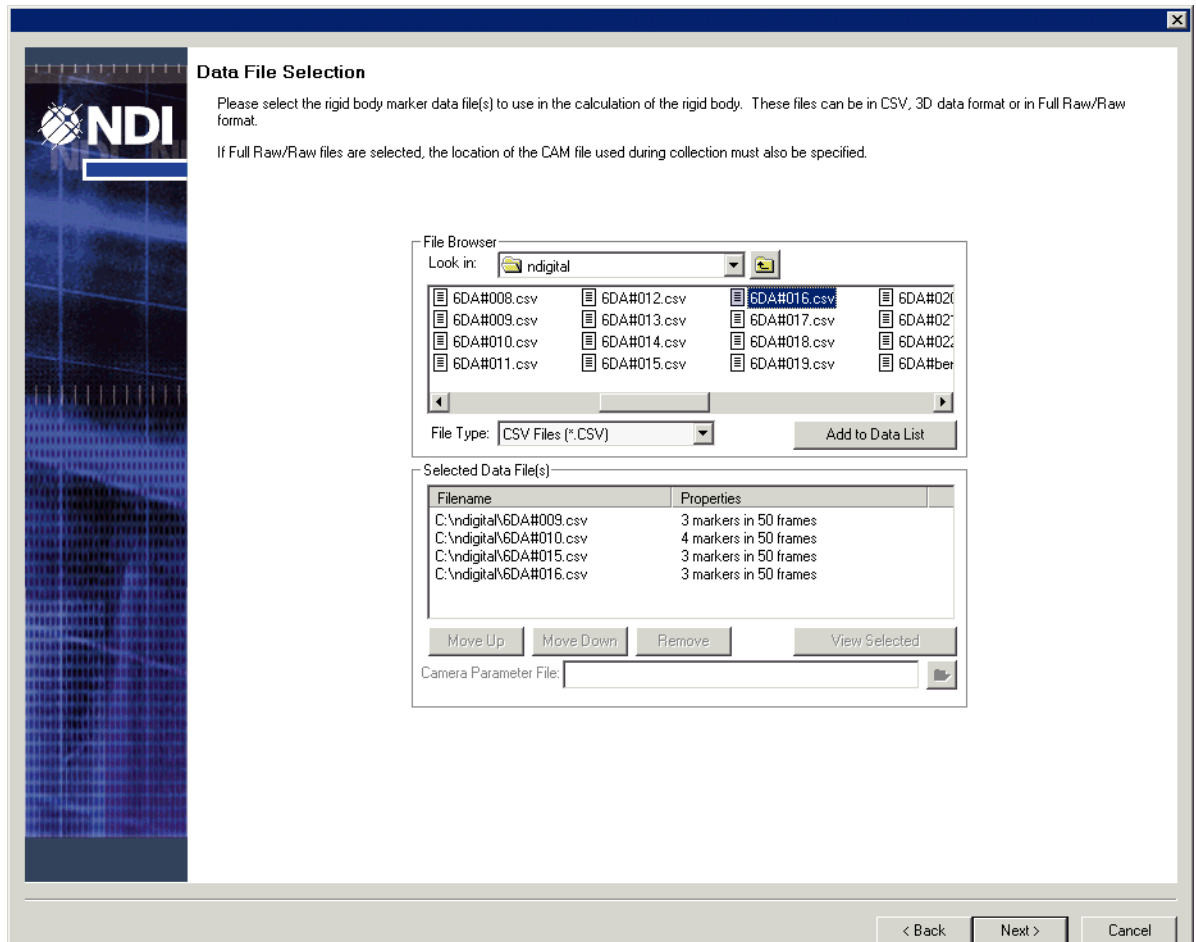 Data File Selection
Please select the rigid body marker data file(s) to use in the calculation of the rigid body. These files can be in CSV, 3D data format or in Full Raw/Raw
format.
If Full Raw/Raw files are selected, the location of the CAM file used during collection must also be specified.
NDI
File Browser
Look in: ndigital
6DA#008.csv 6DA#012.csv 6DA#016.csv 6DA#020
6DA#009.csv 6DA#013.csv 6DA#017.csv 6DA#02
6DA#010.csv 6DA#014.csv 6DA#018.csv 6DA#022
6DA#011.csv 6DA#015.csv 6DA#019.csv 6DA#ber
File Type: CSV Files (*.CSV) Add to Data List
Selected Data File(s)
Filename Properties
C:\ndigital\6DA#009.csv 3 markers in 50 frames
C:\ndigital\6DA#010.csv 4 markers in 50 frames
C:\ndigital\6DA#015.csv 3 markers in 50 frames
C:\ndigital\6DA#016.csv 3 markers in 50 frames
Move Up Move Down Remove View Selected
Camera Parameter File:
< Back Next > Cancel